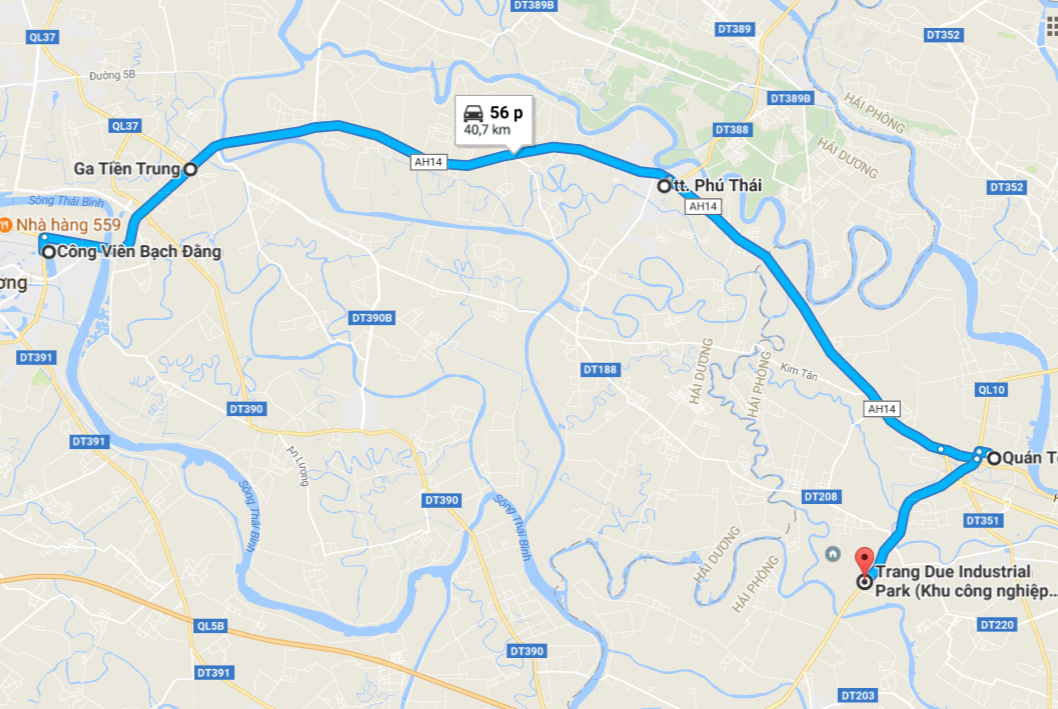 DT389B
QL37
DT389
DT352
Đường 5B
DT389B
56 p
40,7 km
HẢI PHÒNG
QL37
DT388
HẢI DƯƠNG
AH14
Ga Tiền Trung
tt. Phú Thái
DT352
AH14
Sông Thái Bình
Nhà hàng 559
Công Viên Bạch Đằng
ơng
DT390B
DT391
DT188
Kim Tân
HẢI DƯƠNG
HẢI PHÒNG
QL10
DT390
AH14
DT391
Quán T
Lương
DT390
DT208
Sông Thái Bình
Sông Thái Bình
DT351
HẢI DƯƠNG
HẢI PHÒNG
Trang Due Industrial
Park (Khu công nghiệp...
QL5B
DT220
DT390
DT391
DT203